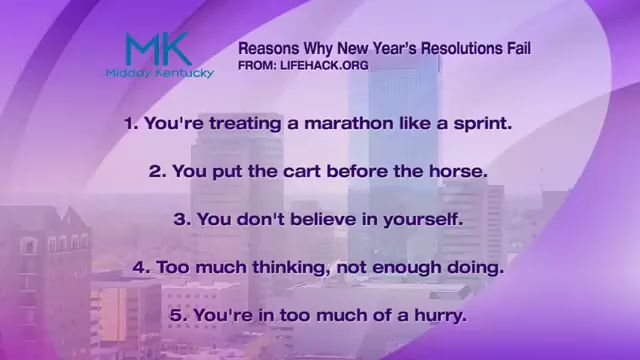 MK
Midday Kentucky
Reasons Why New Year's Resolutions Fail
FROM: LIFEHACK.ORG
1. You're treating a marathon like a sprint.
2. You put the cart before the horse.
3. You don't believe in yourself.
4. Too much thinking, not enough doing.
5. You're in too much of a hurry.